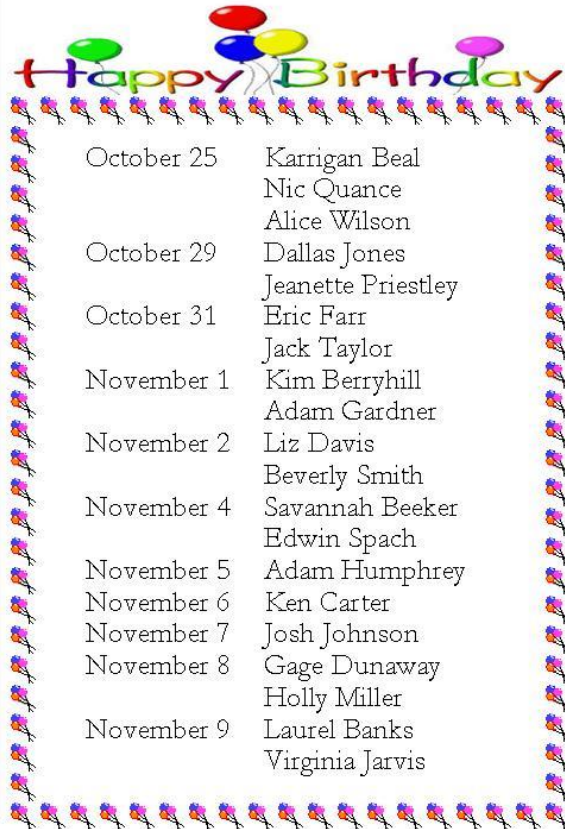 Happy Birthday
October 25 Karrigan Beal
Nic Quance
Alice Wilson
October 29 Dallas Jones
Jeanette Priestley
October 31 Eric Farr
Jack Taylor
November 1 Kim Berryhill
Adam Gardner
November 2 Liz Davis
Beverly Smith
November 4 Savannah Beeker
Edwin Spach
November 5 Adam Humphrey
November 6 Ken Carter
November 7 Josh Johnson
November 8 Gage Dunaway
Holly Miller
November 9 Laurel Banks
Virginia Jarvis